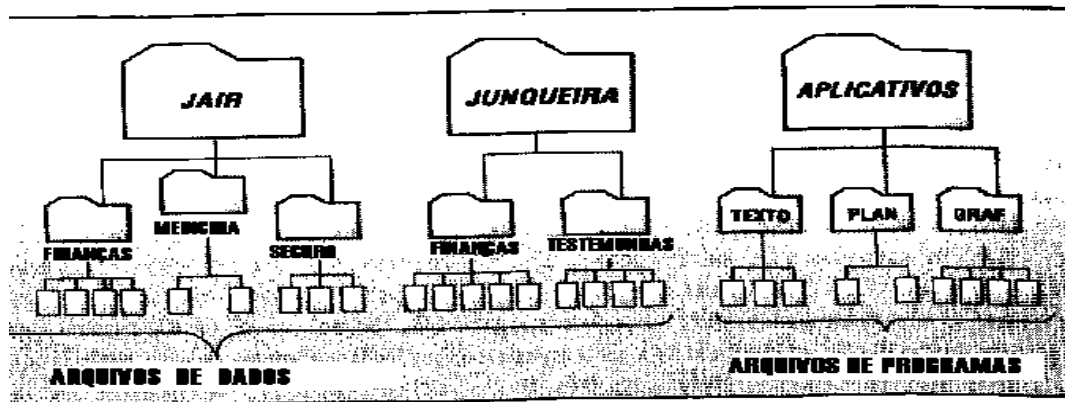 JAIR
JUNQUEIRA
APLICATIVOS
MEDICINA
TEXTO
PLAN
GRAF
FINANÇAS
SEGURO
FINANÇAS
TESTEMUNHAS
ARQUIVOS DE DADOS
ARQUIVOS DE PROGRAMAS